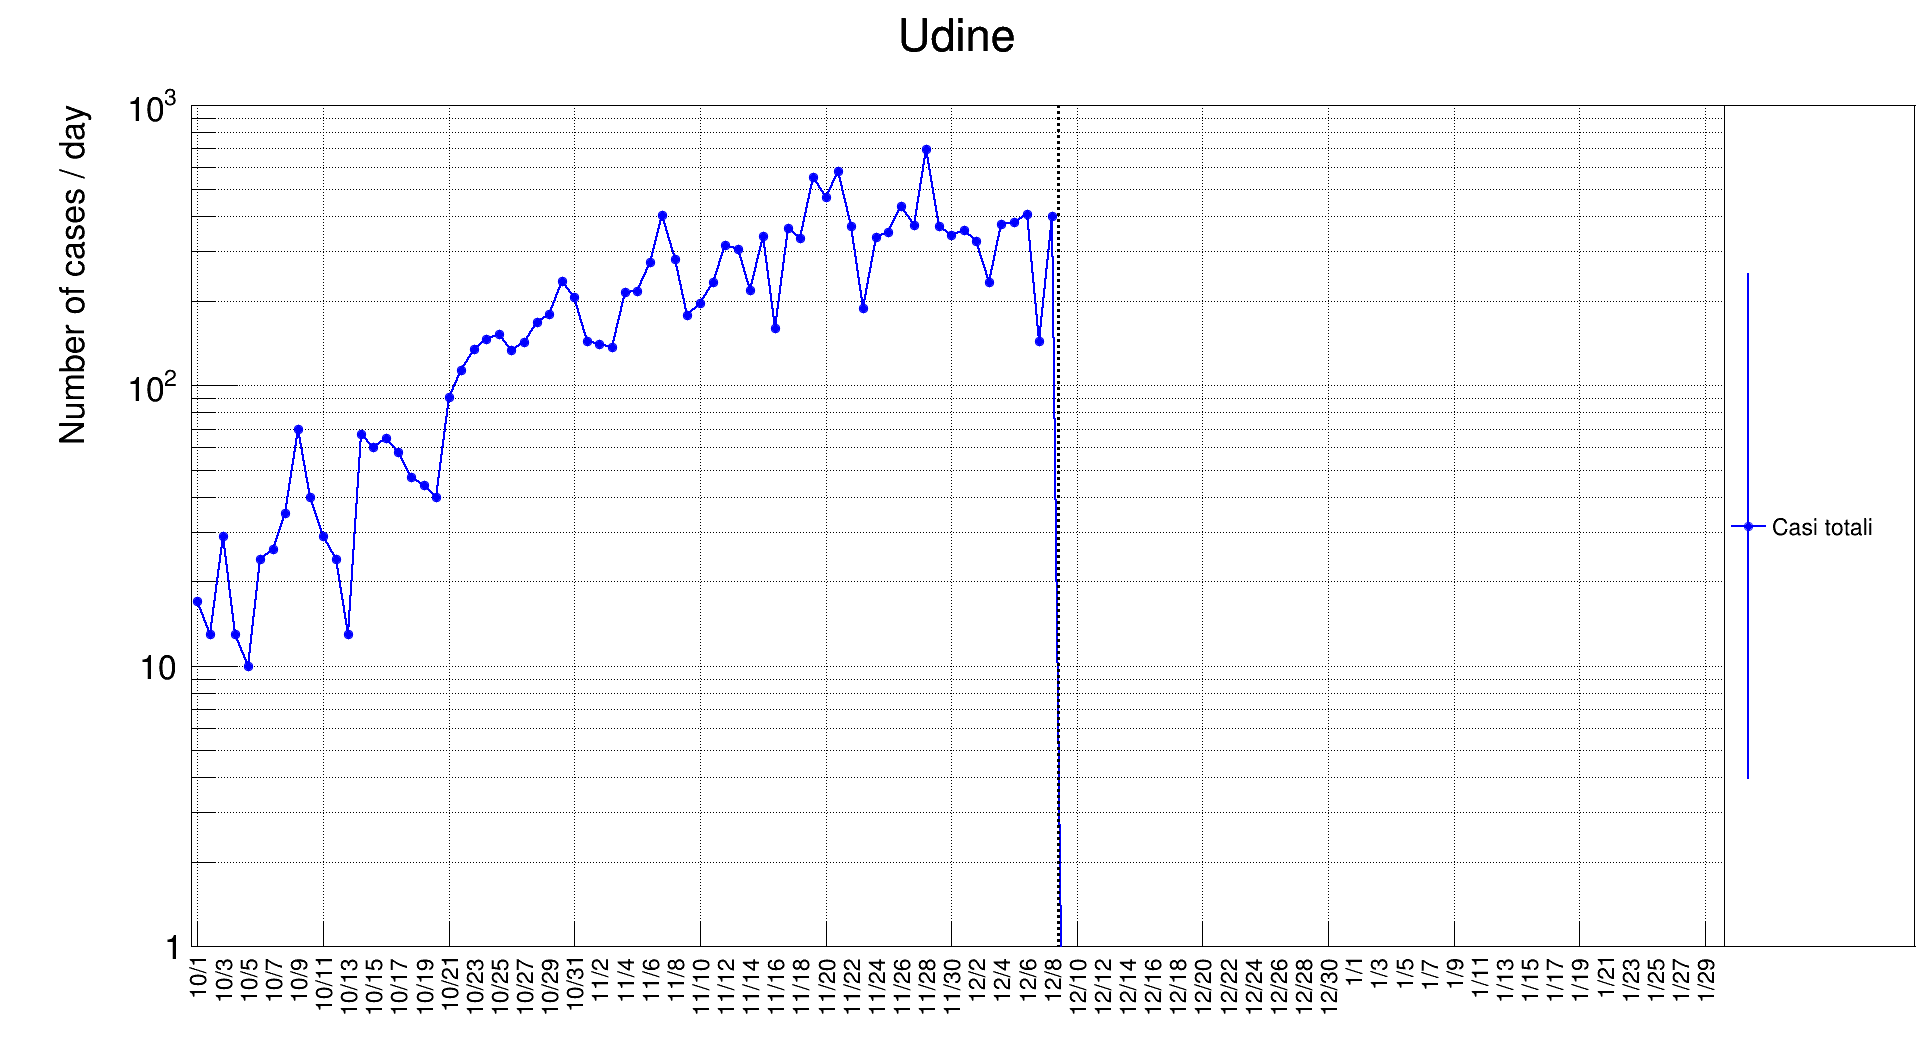 Udine
Number of cases / day
10³
10²
10
1
10/1 10/3 10/5 10/7 10/9 10/11 10/13 10/15 10/17 10/19 10/21 10/23 10/25 10/27 10/29 10/31 11/2 11/4 11/6 11/8 11/10 11/12 11/14 11/16 11/18 11/20 11/22 11/24 11/26 11/28 11/30 12/2 12/4 12/6 12/8 12/10 12/12 12/14 12/16 12/18 12/20 12/22 12/24 12/26 12/28 12/30 1/1 1/3 1/5 1/7 1/9 1/11 1/13 1/15 1/17 1/19 1/21 1/23 1/25 1/27 1/29
Casi totali